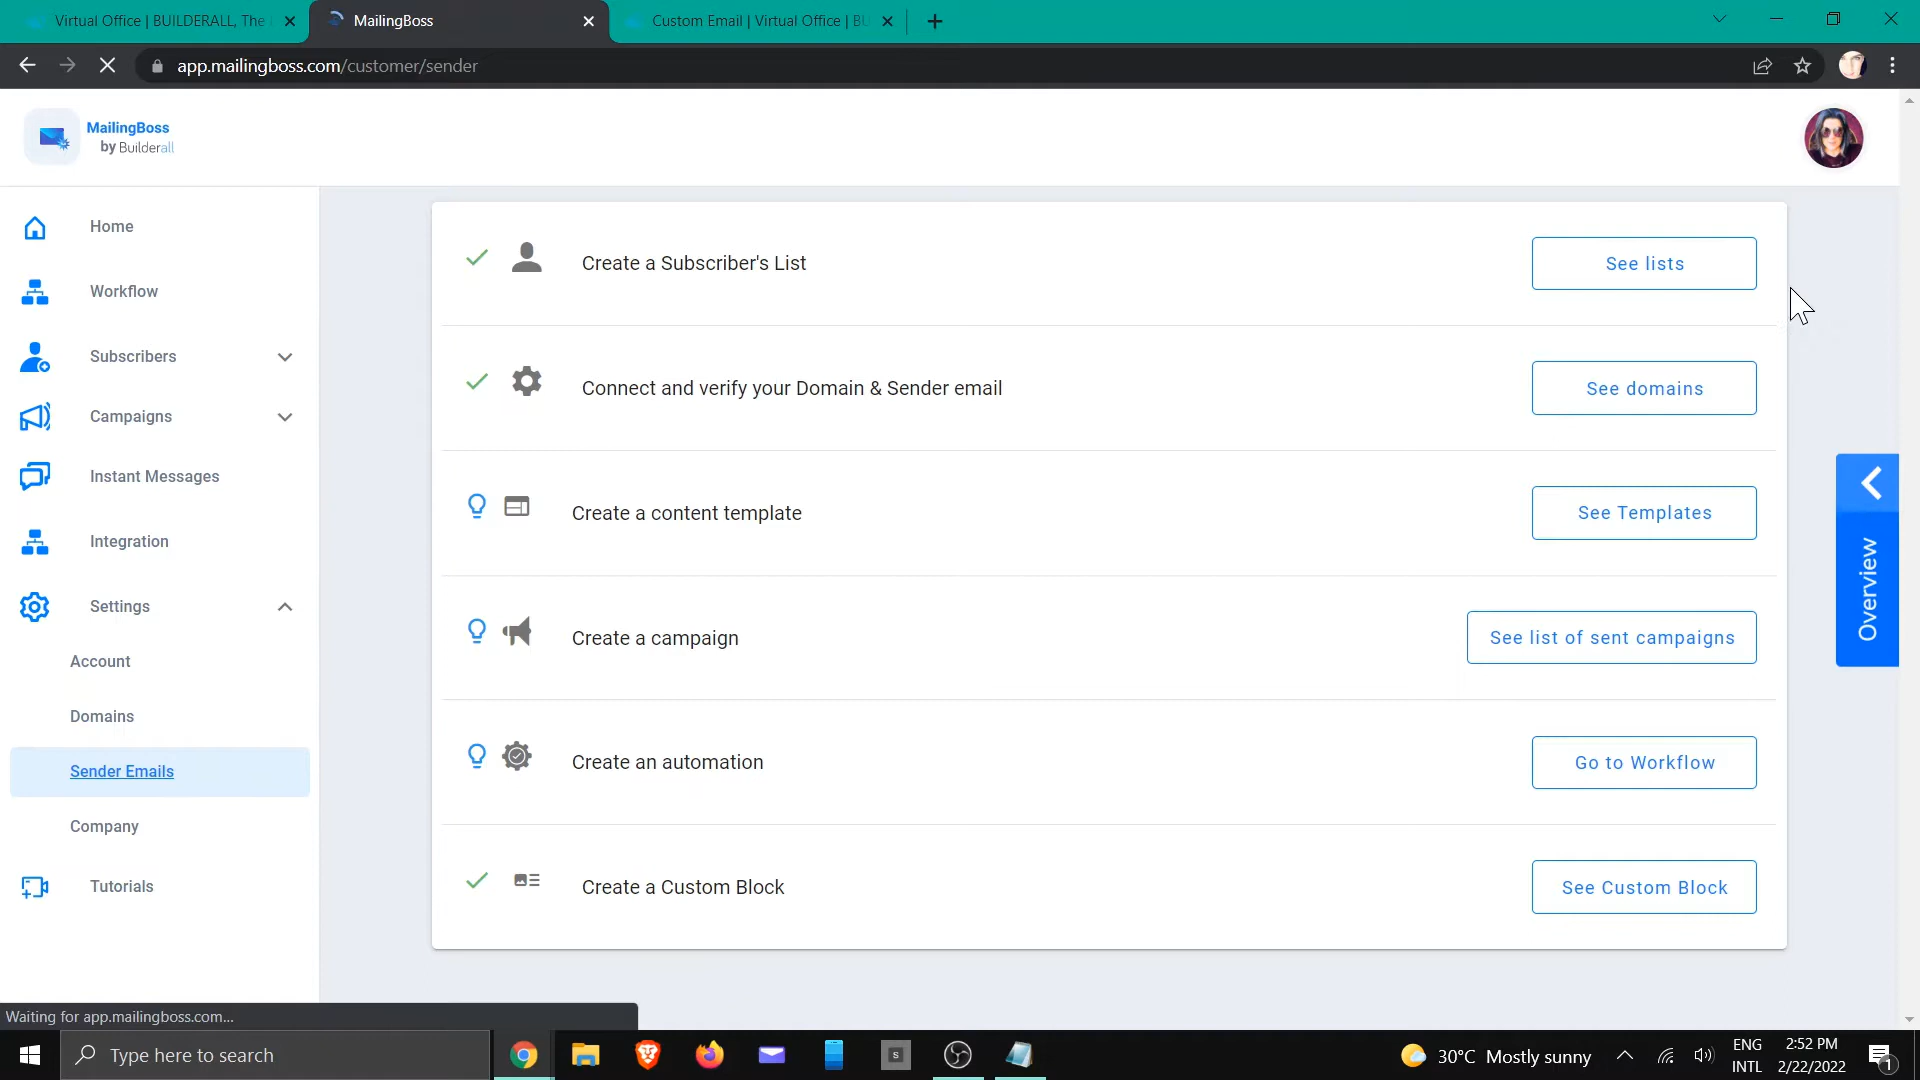 Virtual Office | BUILDERALL, The
MailingBoss
Custom Email | Virtual Office | BU
app.mailingboss.com/customer/sender
MailingBoss
by Builderall
Home
Workflow
Subscribers
Campaigns
Instant Messages
Integration
Settings
Account
Domains
Sender Emails
Company
Tutorials
Create a Subscriber's List
See lists
Connect and verify your Domain & Sender email
See domains
Create a content template
See Templates
Create a campaign
See list of sent campaigns
Create an automation
Go to Workflow
Create a Custom Block
See Custom Block
Overview
Waiting for app.mailingboss.com...
Type here to search
S
30°C Mostly sunny
ENG
INTL
2:52 PM
2/22/2022
1